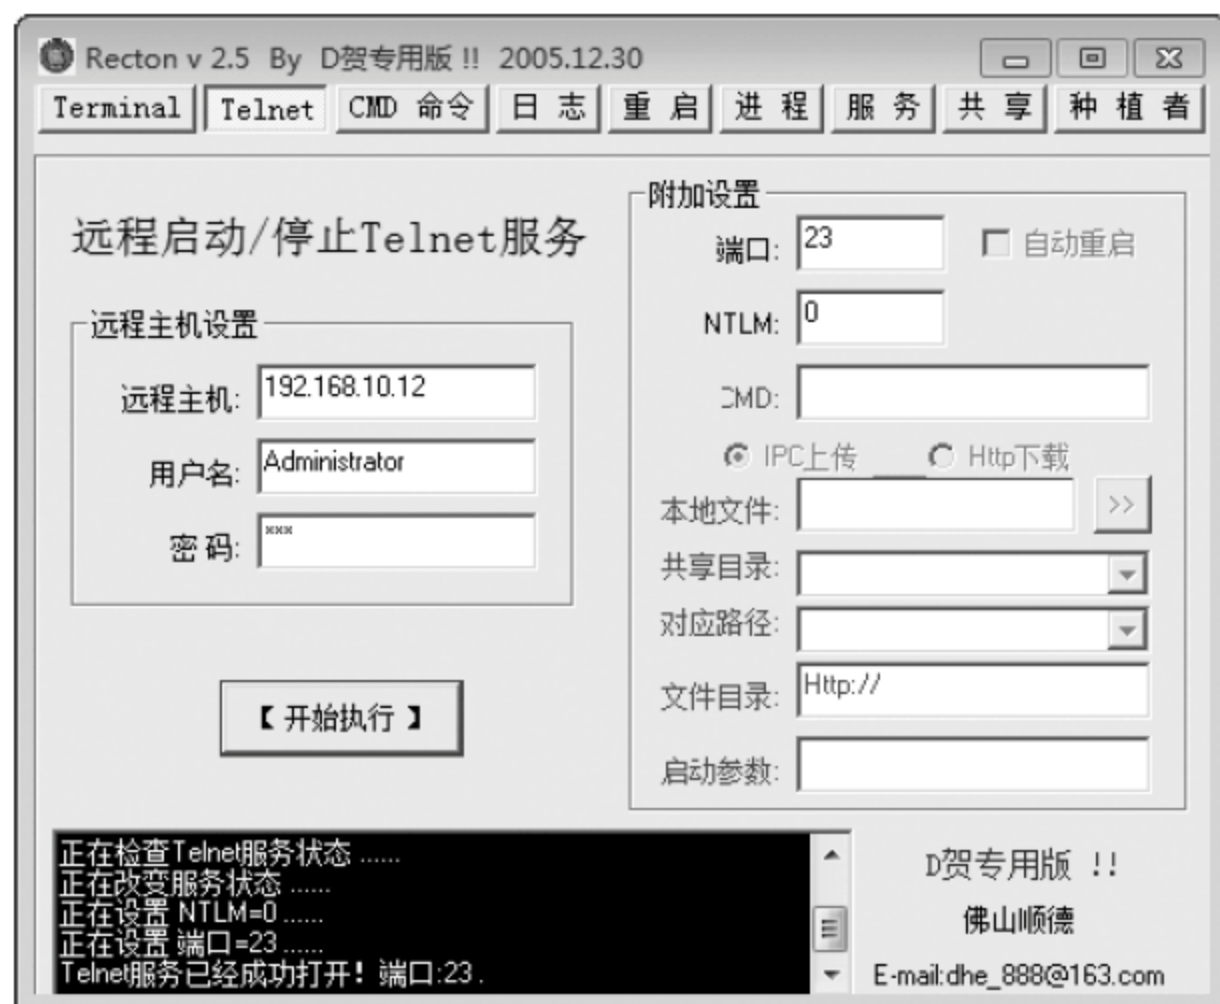 Recton v 2.5 By D贺专用版 !! 2005.12.30
Terminal Telnet CMD 命令 日 志 重 启 进 程 服 务 共 享 种 植 者
远程启动/停止Telnet服务
远程主机设置
远程主机: 192.168.10.12
用户名: Administrator
密 码: ***
【 开始执行 】
附加设置
端口: 23 自动重启
NTLM: 0
CMD:
IPC上传 Http下载
本地文件: >>
共享目录:
对应路径:
文件目录: Http://
启动参数:
正在检查Telnet服务状态 ......
正在改变服务状态 ......
正在设置 NTLM=0 ......
正在设置 端口=23 ......
Telnet服务已经成功打开! 端口:23 .
D贺专用版 !!
佛山顺德
E-mail:dhe_888@163.com